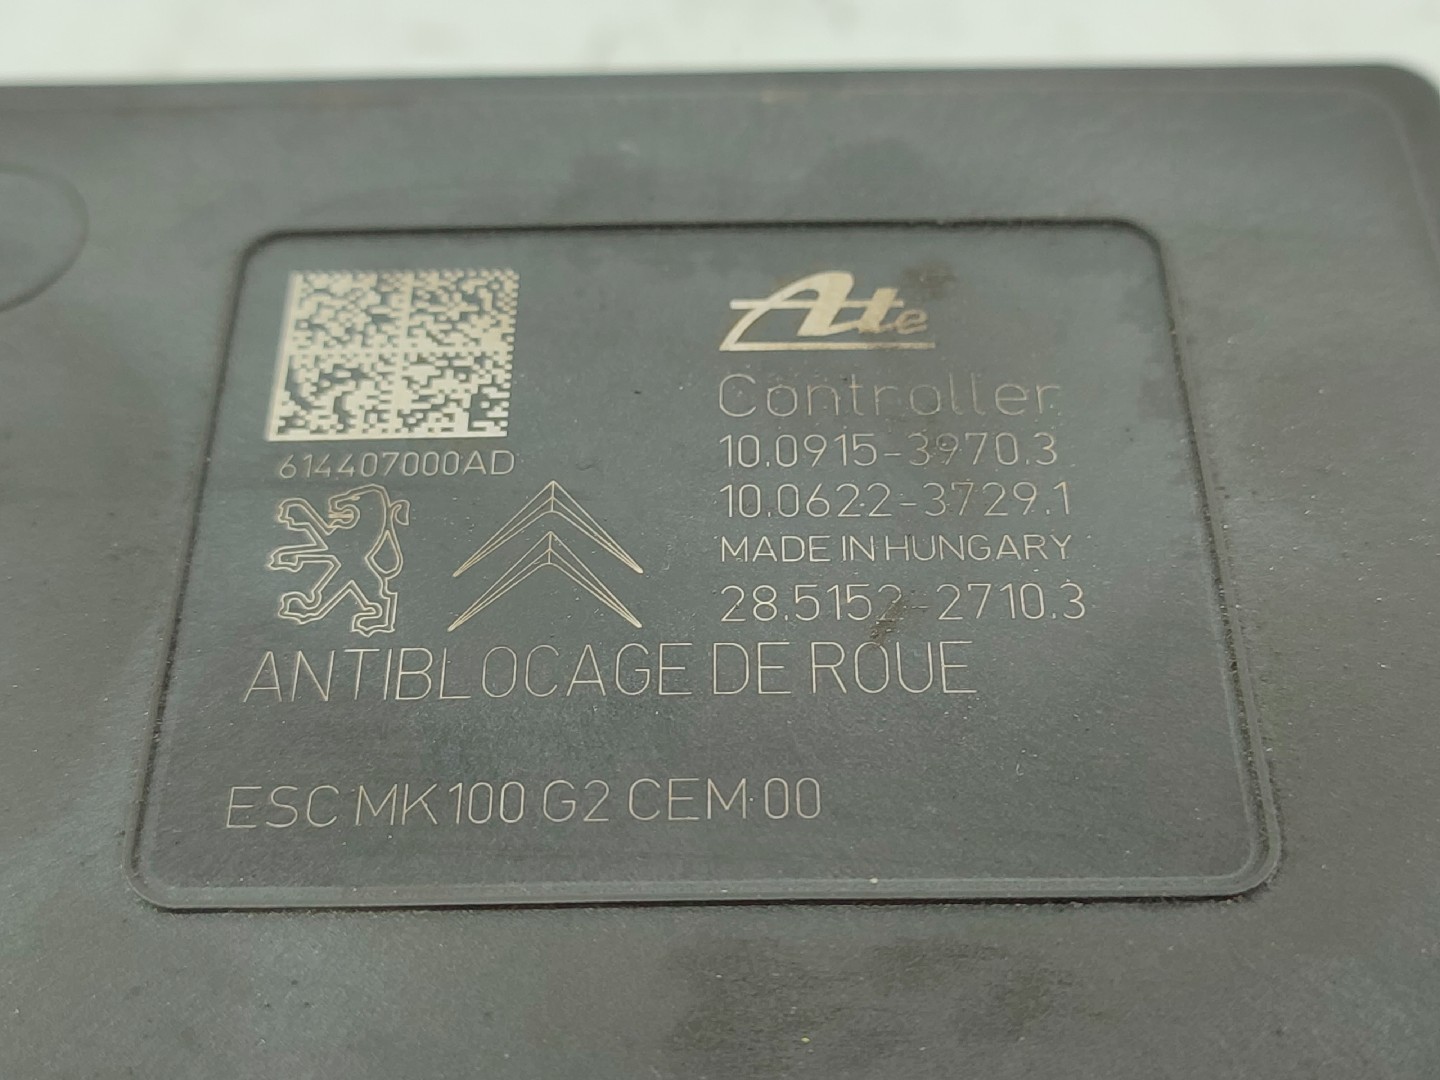 Ate
Controller
10.0915-3970.3
614407000AD
10.0622-3729.1
MADE IN HUNGARY
28.5152-2710.3
ANTIBLOCAGE DE ROUE
ESC MK100 G2 CEM 00